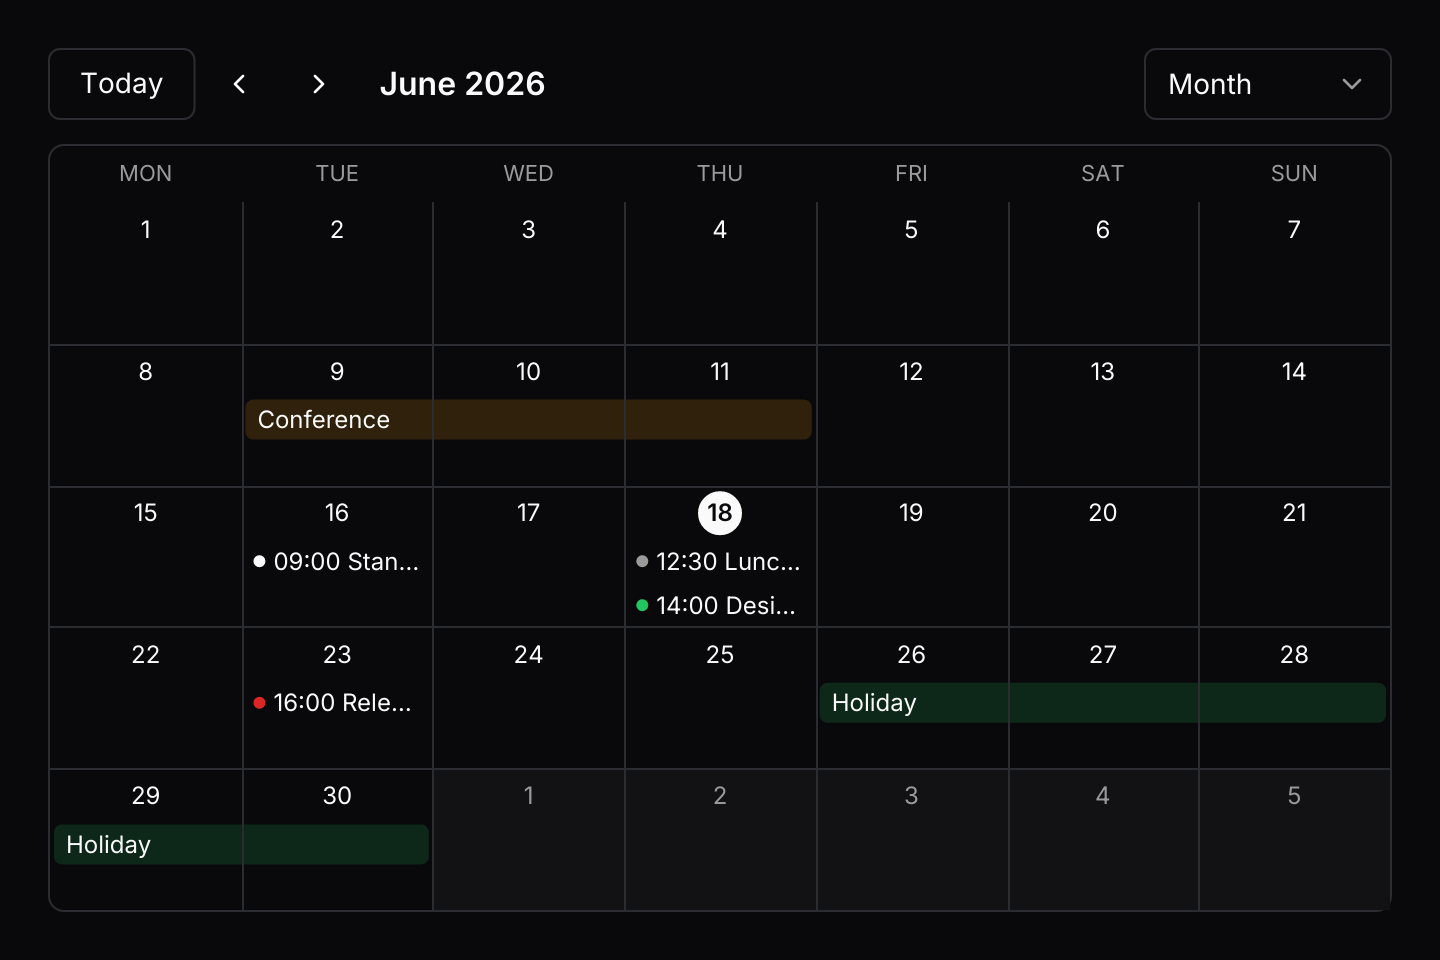 Today June 2026 Month
MON TUE WED THU FRI SAT SUN
1 2 3 4 5 6 7
8 9 10 11 12 13 14
Conference
15 16 17 18 19 20 21
09:00 Stan... 12:30 Lunc...
14:00 Desi...
22 23 24 25 26 27 28
16:00 Rele... Holiday
29 30 1 2 3 4 5
Holiday